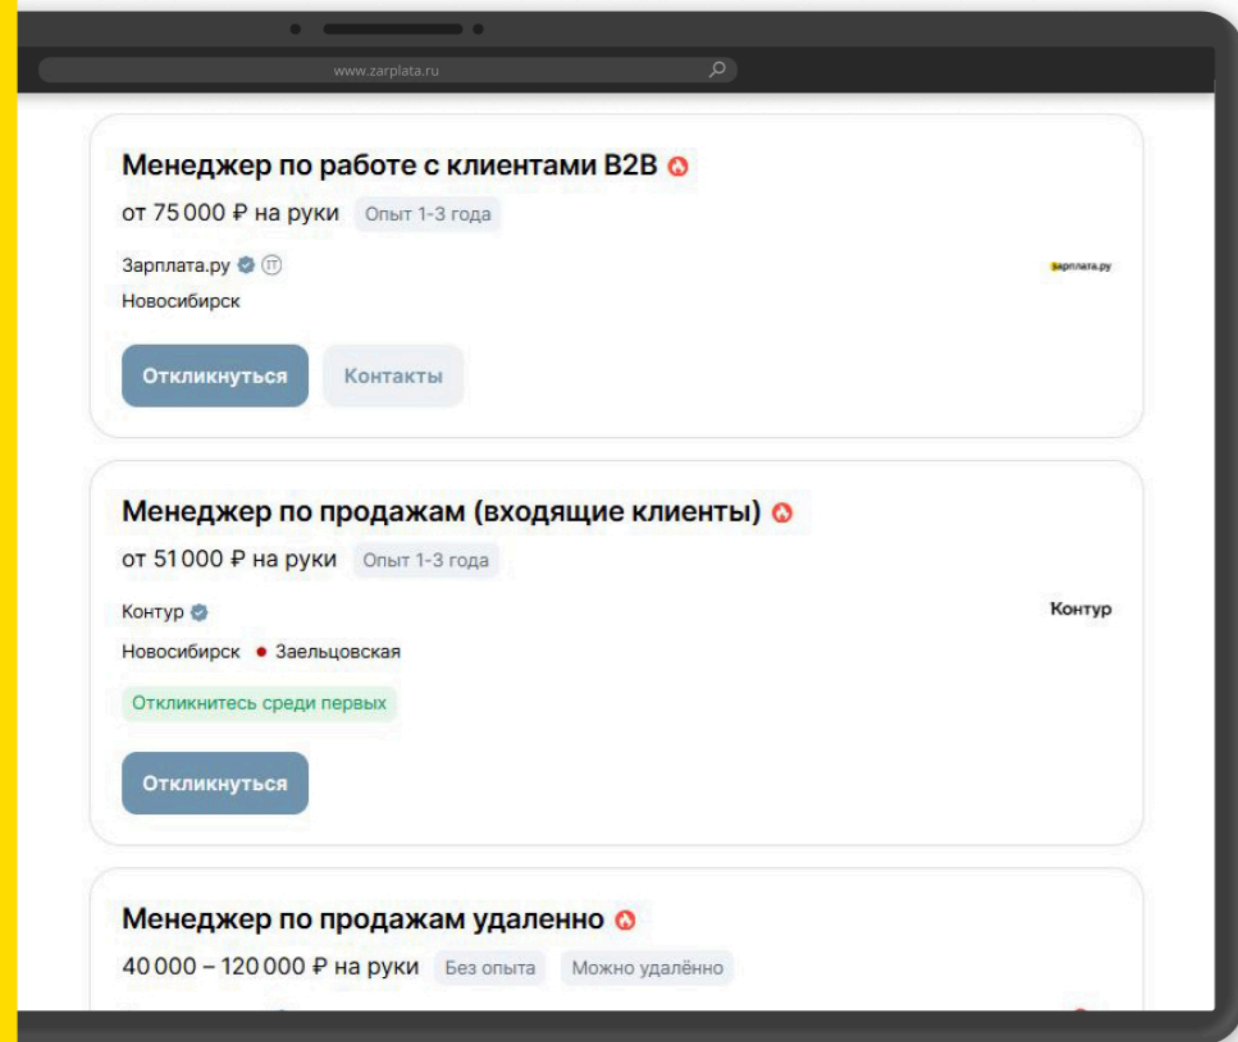 www.zarplata.ru
Менеджер по работе с клиентами B2B
от 75 000 ₽ на руки Опыт 1-3 года
Зарплата.ру IT
зарплата.ру
Новосибирск
Откликнуться Контакты
Менеджер по продажам (входящие клиенты)
от 51 000 ₽ на руки Опыт 1-3 года
Контур
Контур
Новосибирск • Заельцовская
Откликнитесь среди первых
Откликнуться
Менеджер по продажам удаленно
40 000 – 120 000 ₽ на руки Без опыта Можно удалённо